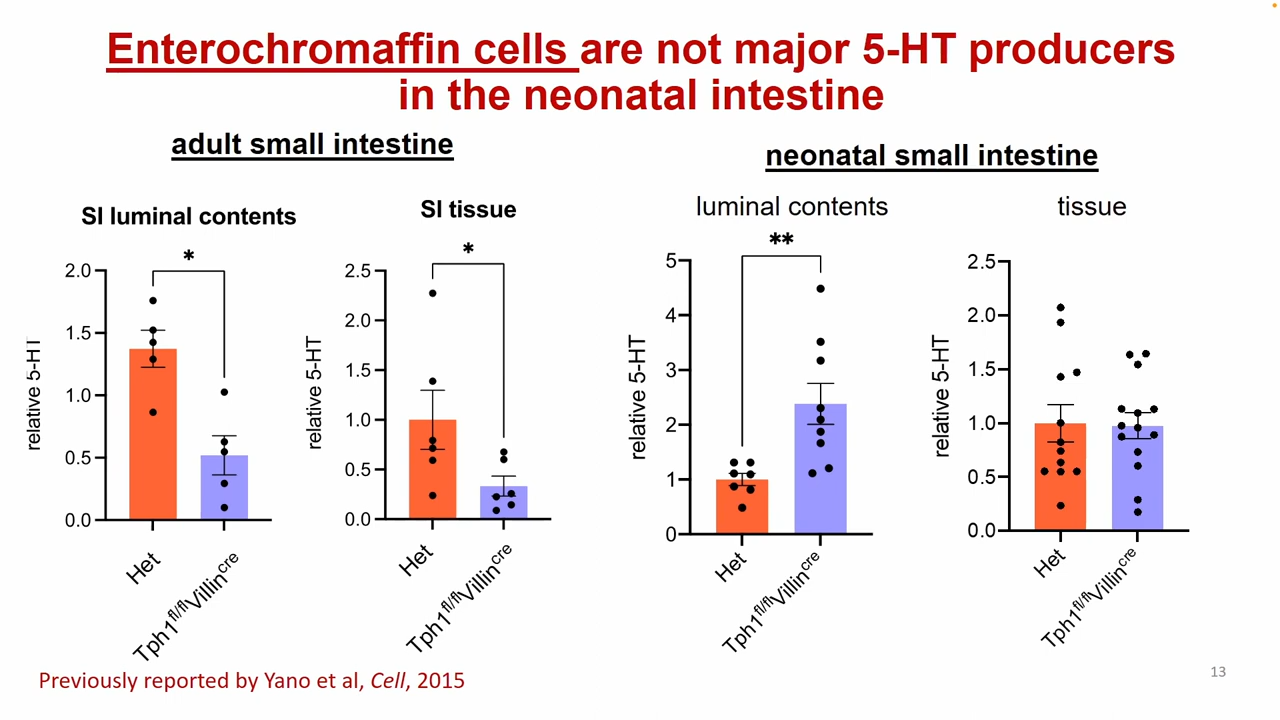 Enterochromaffin cells are not major 5-HT producers
in the neonatal intestine
adult small intestine
neonatal small intestine
SI luminal contents
*
relative 5-HT
2.0
1.5
1.0
0.5
0.0
Het
Tph1fl/flVillincre
SI tissue
*
relative 5-HT
2.5
2.0
1.5
1.0
0.5
0.0
Het
Tph1fl/flVillincre
luminal contents
**
relative 5-HT
5
4
3
2
1
0
Het
Tph1fl/flVillincre
tissue
relative 5-HT
2.5
2.0
1.5
1.0
0.5
0.0
Het
Tph1fl/flVillincre
Previously reported by Yano et al, Cell, 2015
13